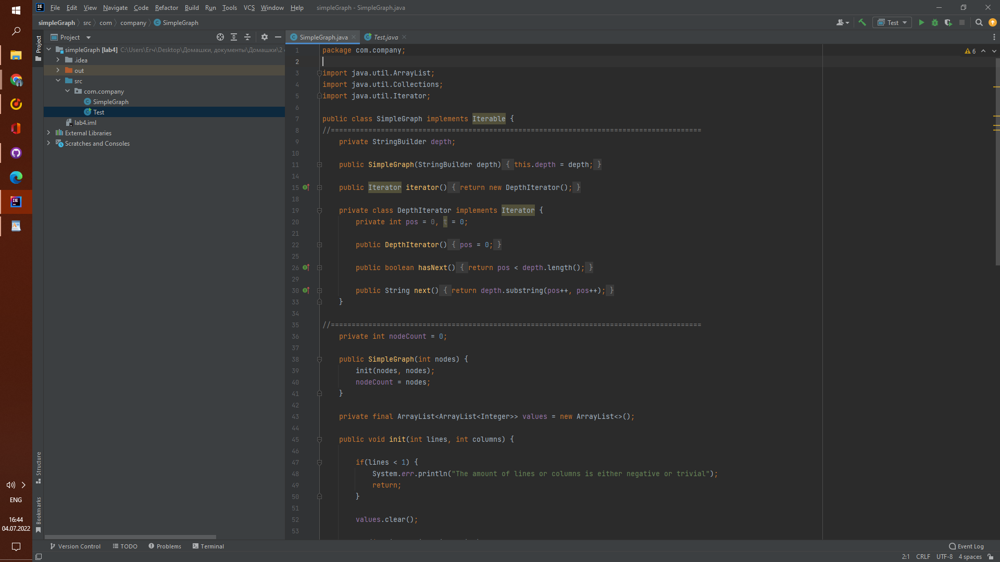 File Edit View Navigate Code Refactor Build Run Tools VCS Window Help simpleGraph - SimpleGraph.java
simpleGraph src com company SimpleGraph
Test
Project
SimpleGraph.java
Test.java
Project
simpleGraph [lab4] C:\Users\Егч\Desktop\Домашки, документы\Домашки\2
.idea
out
src
com.company
SimpleGraph
Test
lab4.iml
External Libraries
Scratches and Consoles
6
1 package com.company;
2
3 import java.util.ArrayList;
4 import java.util.Collections;
5 import java.util.Iterator;
6
7 public class SimpleGraph implements Iterable {
8 //=========================================================================================
9 private StringBuilder depth;
10
11 public SimpleGraph(StringBuilder depth) { this.depth = depth; }
14
15 public Iterator iterator() { return new DepthIterator(); }
18
19 private class DepthIterator implements Iterator {
20 private int pos = 0, t = 0;
21
22 public DepthIterator() { pos = 0; }
25
26 public boolean hasNext() { return pos < depth.length(); }
29
30 public String next() { return depth.substring(pos++, pos++); }
33 }
34
35 //=========================================================================================
36 private int nodeCount = 0;
37
38 public SimpleGraph(int nodes) {
39 init(nodes, nodes);
40 nodeCount = nodes;
41 }
42
43 private final ArrayList<ArrayList<Integer>> values = new ArrayList<>();
44
45 public void init(int lines, int columns) {
46
47 if(lines < 1) {
48 System.err.println("The amount of lines or columns is either negative or trivial");
49 return;
50 }
51
52 values.clear();
53
Structure
Bookmarks
ENG
16:44
04.07.2022
Version Control TODO Problems Terminal Event Log
2:1 CRLF UTF-8 4 spaces